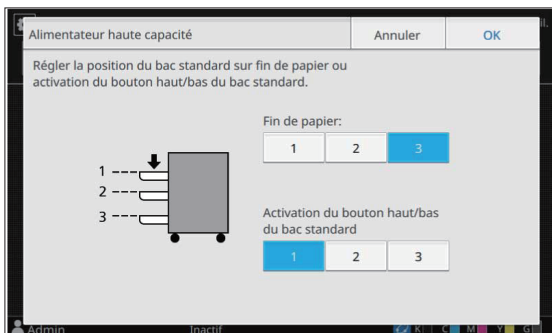 Alimentateur haute capacité
Annuler
OK
Régler la position du bac standard sur fin de papier ou
activation du bouton haut/bas du bac standard.
Fin de papier:
1 2 3
1
2
3
Activation du bouton haut/bas
du bac standard
1 2 3
Admin Inactif K C M Y G